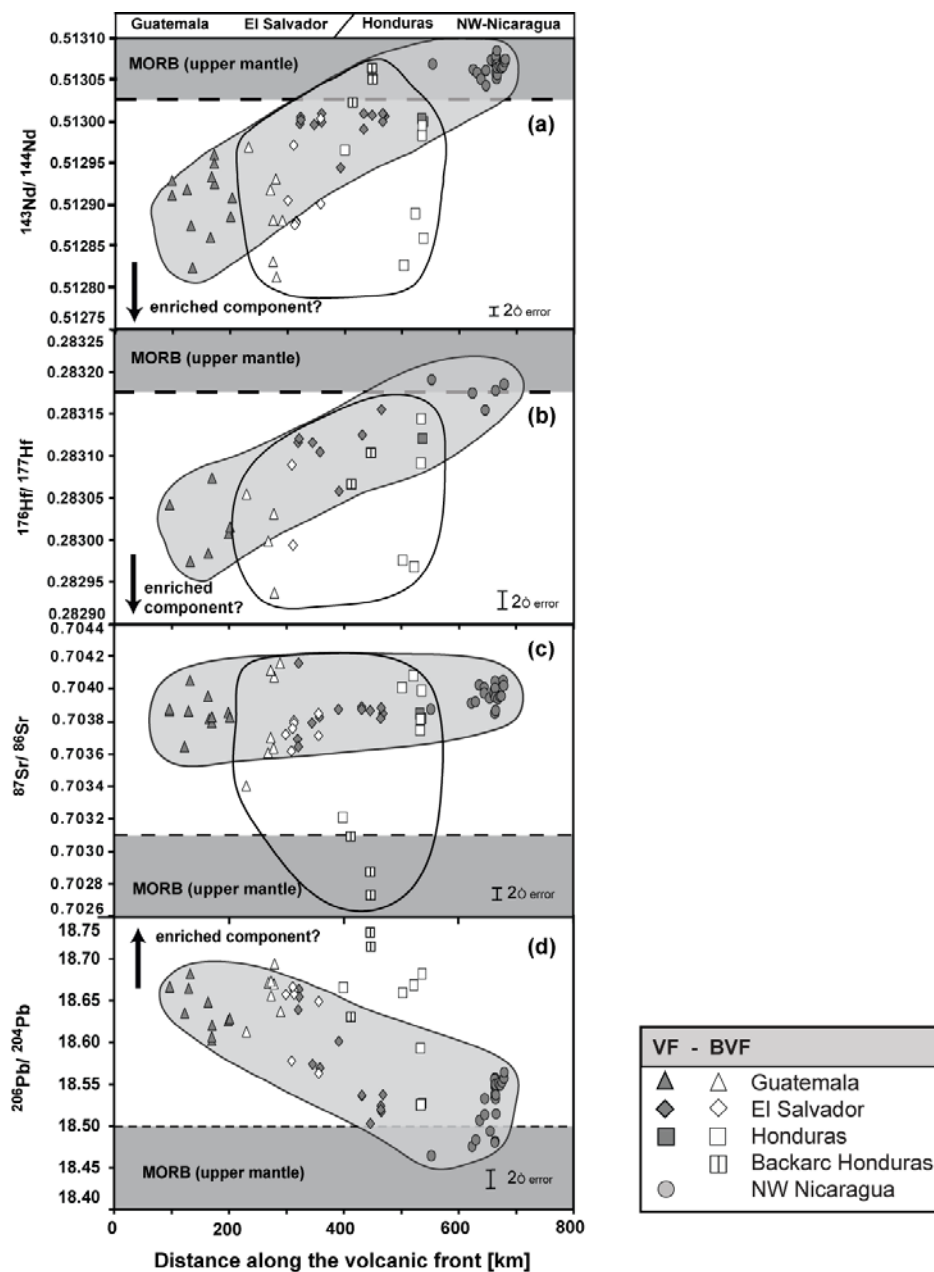 Guatemala El Salvador Honduras NW-Nicaragua
0.51310
MORB (upper mantle)
0.51305
0.51300
(a)
0.51295
0.51290
0.51285
0.51280
0.51275
143Nd/ 144Nd
enriched component?
2σ error
0.28325
MORB (upper mantle)
0.28320
0.28315
(b)
0.28310
0.28305
0.28300
0.28295
0.28290
176Hf/ 177Hf
enriched
component?
2σ error
0.7044
(c)
0.7042
0.7040
0.7038
0.7036
0.7034
0.7032
0.7030
0.7028
0.7026
87Sr/ 86Sr
MORB (upper mantle)
2σ error
18.75
enriched component?
(d)
18.70
18.65
18.60
18.55
18.50
18.45
18.40
206Pb/ 204Pb
MORB (upper mantle)
2σ error
0 200 400 600 800
Distance along the volcanic front [km]
VF - BVF
Guatemala
El Salvador
Honduras
Backarc Honduras
NW Nicaragua